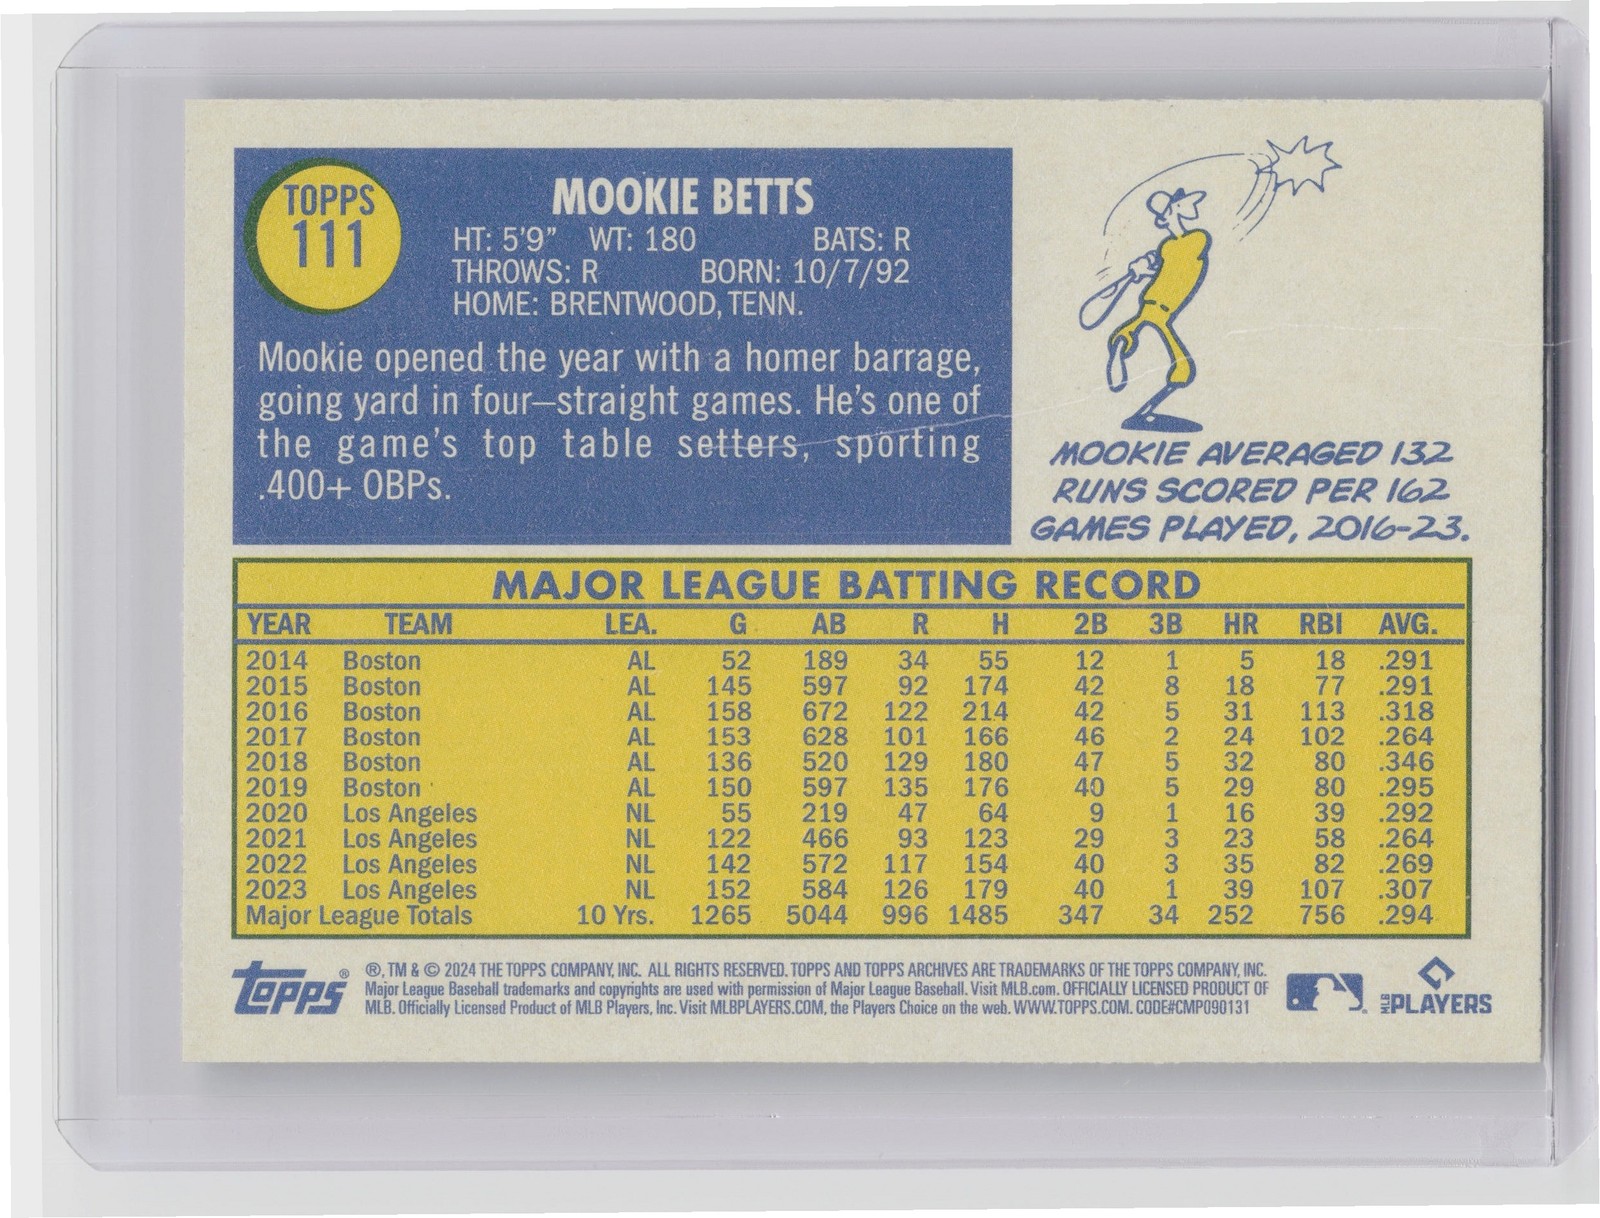 TOPPS
111
MOOKIE BETTS
HT: 5'9" WT: 180 BATS: R
THROWS: R BORN: 10/7/92
HOME: BRENTWOOD, TENN.
Mookie opened the year with a homer barrage,
going yard in four–straight games. He's one of
the game's top table setters, sporting
.400+ OBPs.
MOOKIE AVERAGED 132
RUNS SCORED PER 162
GAMES PLAYED, 2016-23.
MAJOR LEAGUE BATTING RECORD
YEAR TEAM LEA. G AB R H 2B 3B HR RBI AVG.
2014 Boston AL 52 189 34 55 12 1 5 18 .291
2015 Boston AL 145 597 92 174 42 8 18 77 .291
2016 Boston AL 158 672 122 214 42 5 31 113 .318
2017 Boston AL 153 628 101 166 46 2 24 102 .264
2018 Boston AL 136 520 129 180 47 5 32 80 .346
2019 Boston AL 150 597 135 176 40 5 29 80 .295
2020 Los Angeles NL 55 219 47 64 9 1 16 39 .292
2021 Los Angeles NL 122 466 93 123 29 3 23 58 .264
2022 Los Angeles NL 142 572 117 154 40 3 35 82 .269
2023 Los Angeles NL 152 584 126 179 40 1 39 107 .307
Major League Totals 10 Yrs. 1265 5044 996 1485 347 34 252 756 .294
topps®
®, TM & © 2024 THE TOPPS COMPANY, INC. ALL RIGHTS RESERVED. TOPPS AND TOPPS ARCHIVES ARE TRADEMARKS OF THE TOPPS COMPANY, INC.
Major League Baseball trademarks and copyrights are used with permission of Major League Baseball. Visit MLB.com. OFFICIALLY LICENSED PRODUCT OF
MLB. Officially Licensed Product of MLB Players, Inc. Visit MLBPLAYERS.COM, the Players Choice on the web. WWW.TOPPS.COM. CODE#CMP090131
MLB PLAYERS